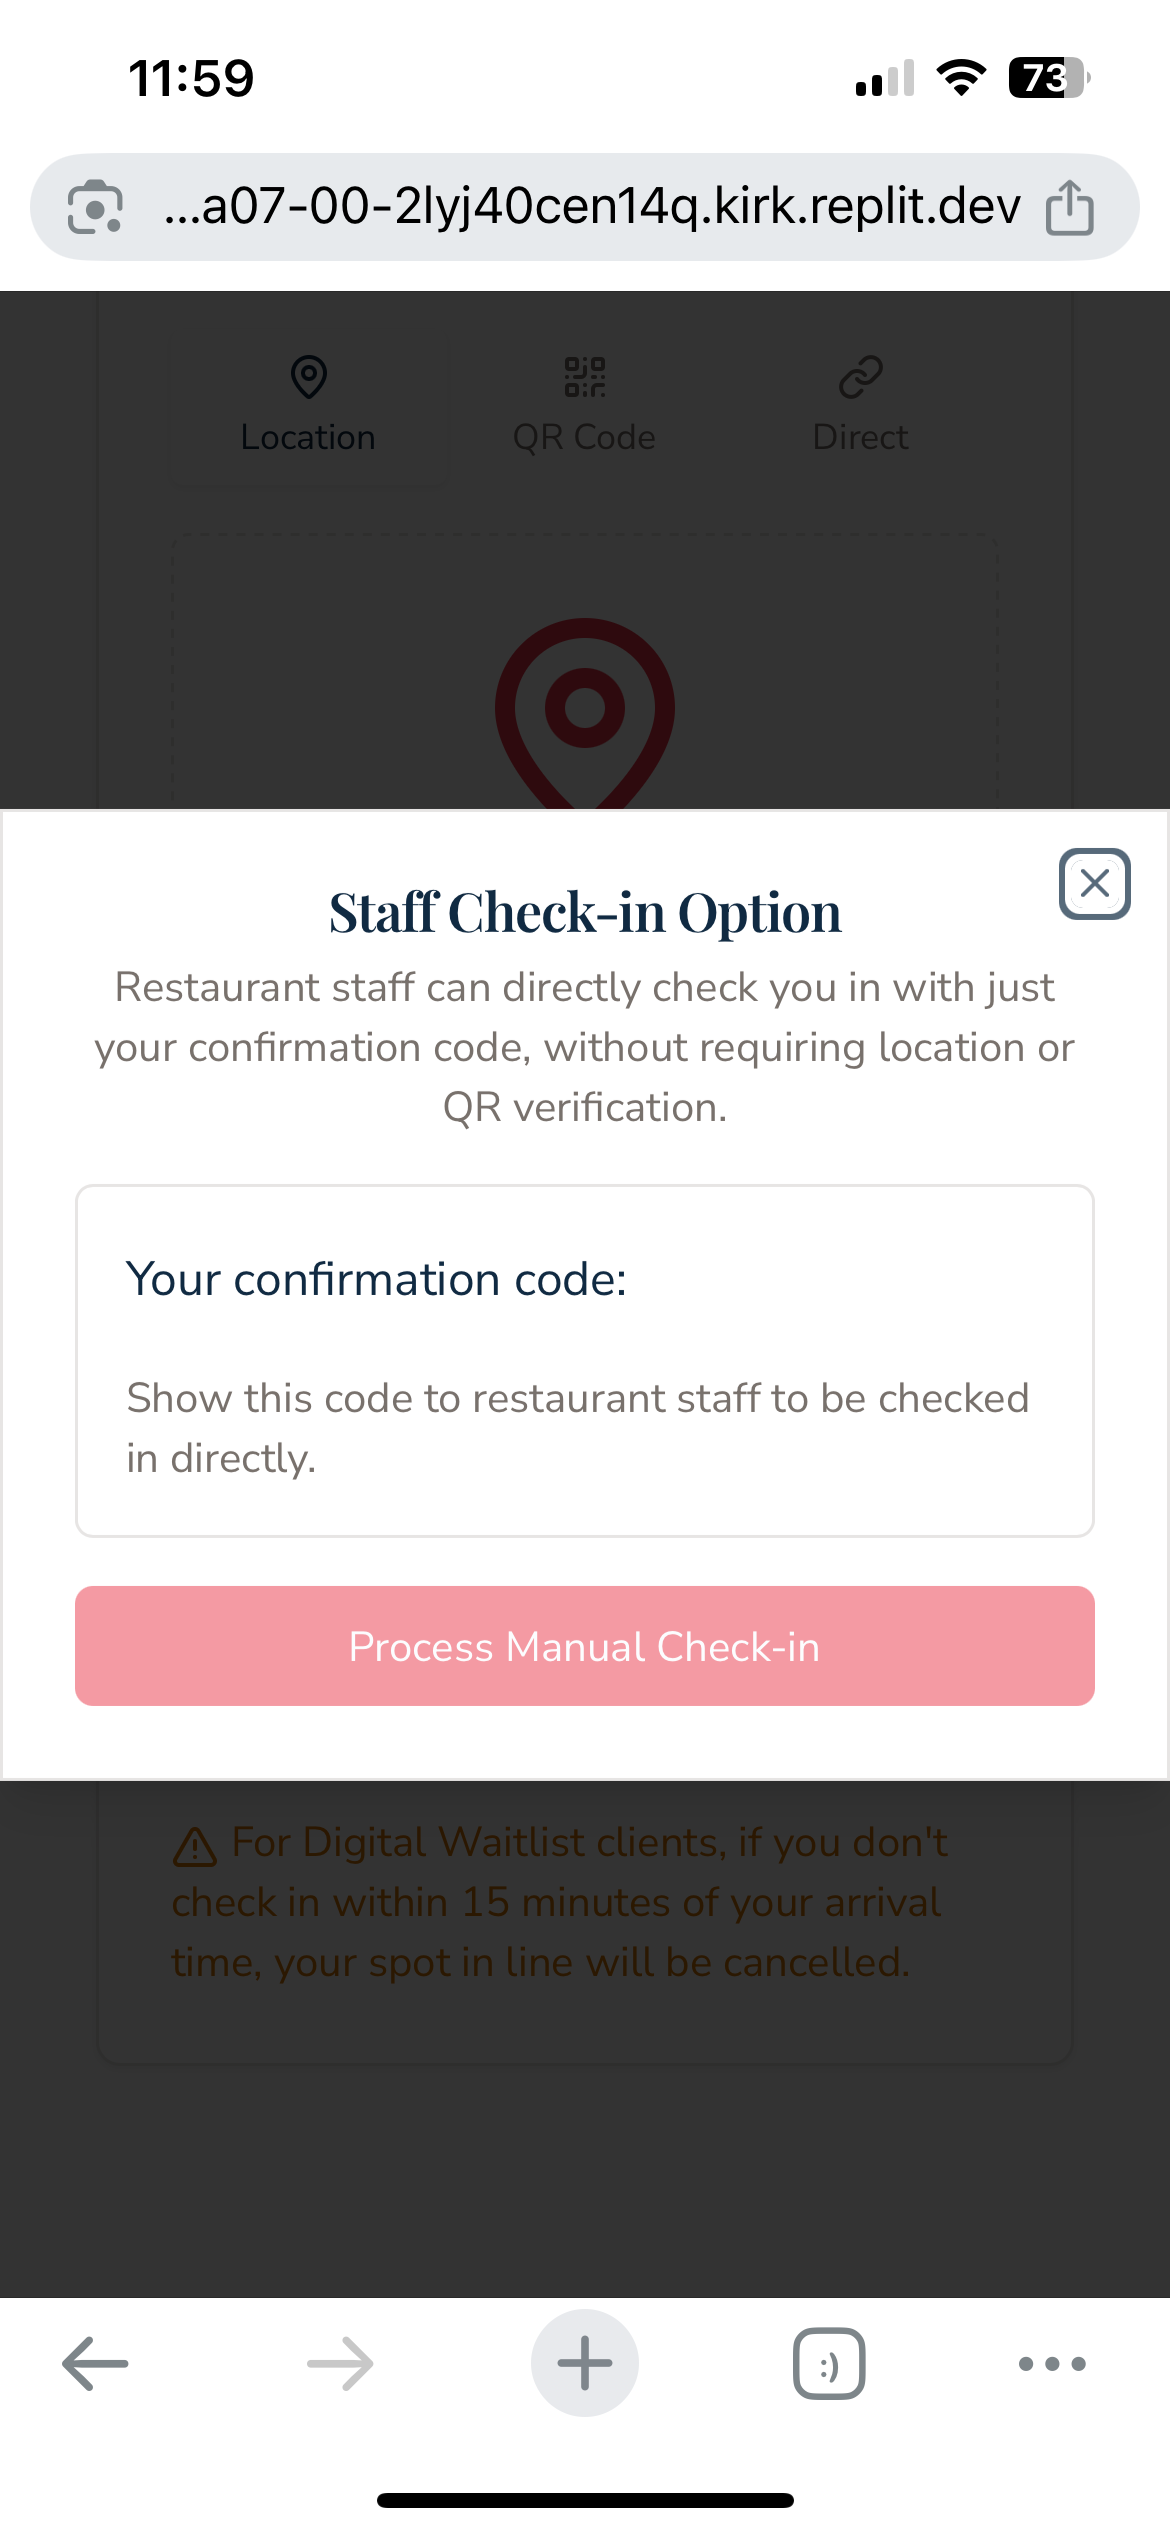 11:59
73
...a07-00-2lyj40cen14q.kirk.replit.dev
Location
QR Code
Direct
Staff Check-in Option
Restaurant staff can directly check you in with just
your confirmation code, without requiring location or
QR verification.
Your confirmation code:
Show this code to restaurant staff to be checked
in directly.
Process Manual Check-in
For Digital Waitlist clients, if you don't
check in within 15 minutes of your arrival
time, your spot in line will be cancelled.
:)